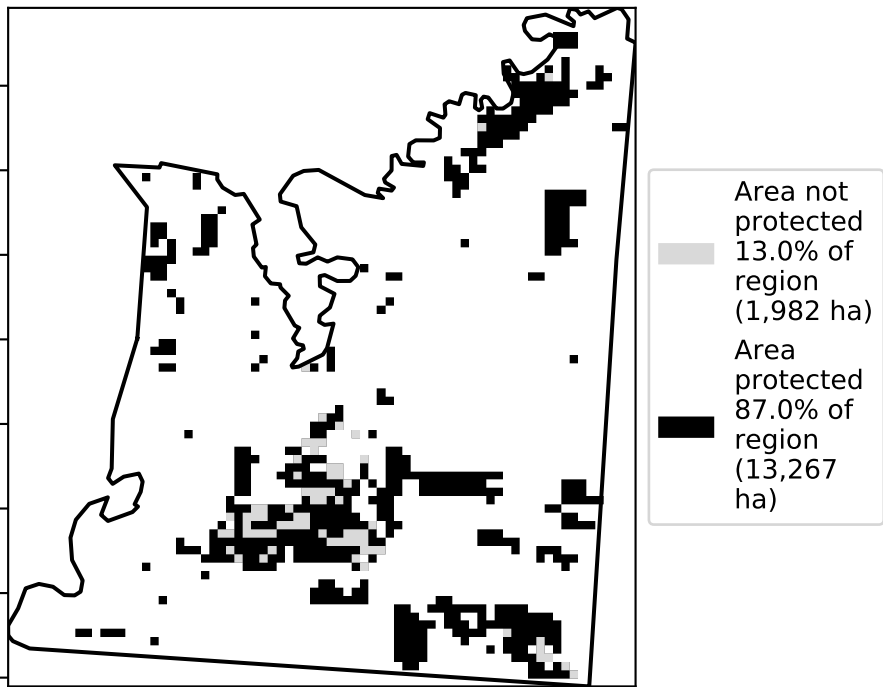 Area not
protected
13.0% of
region
(1,982 ha)
Area
protected
87.0% of
region
(13,267
ha)